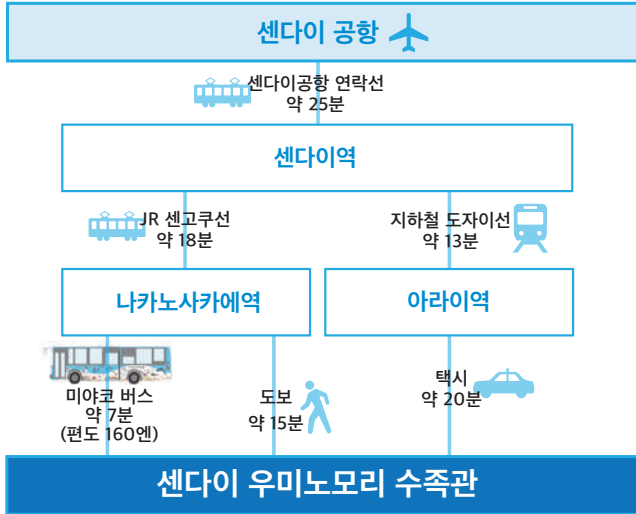 센다이 공항
센다이공항 연락선
약 25분
센다이역
JR 센고쿠선
약 18분
지하철 도자이선
약 13분
나카노사카에역
아라이역
미야코 버스
약 7분
(편도 160엔)
도보
약 15분
택시
약 20분
센다이 우미노모리 수족관